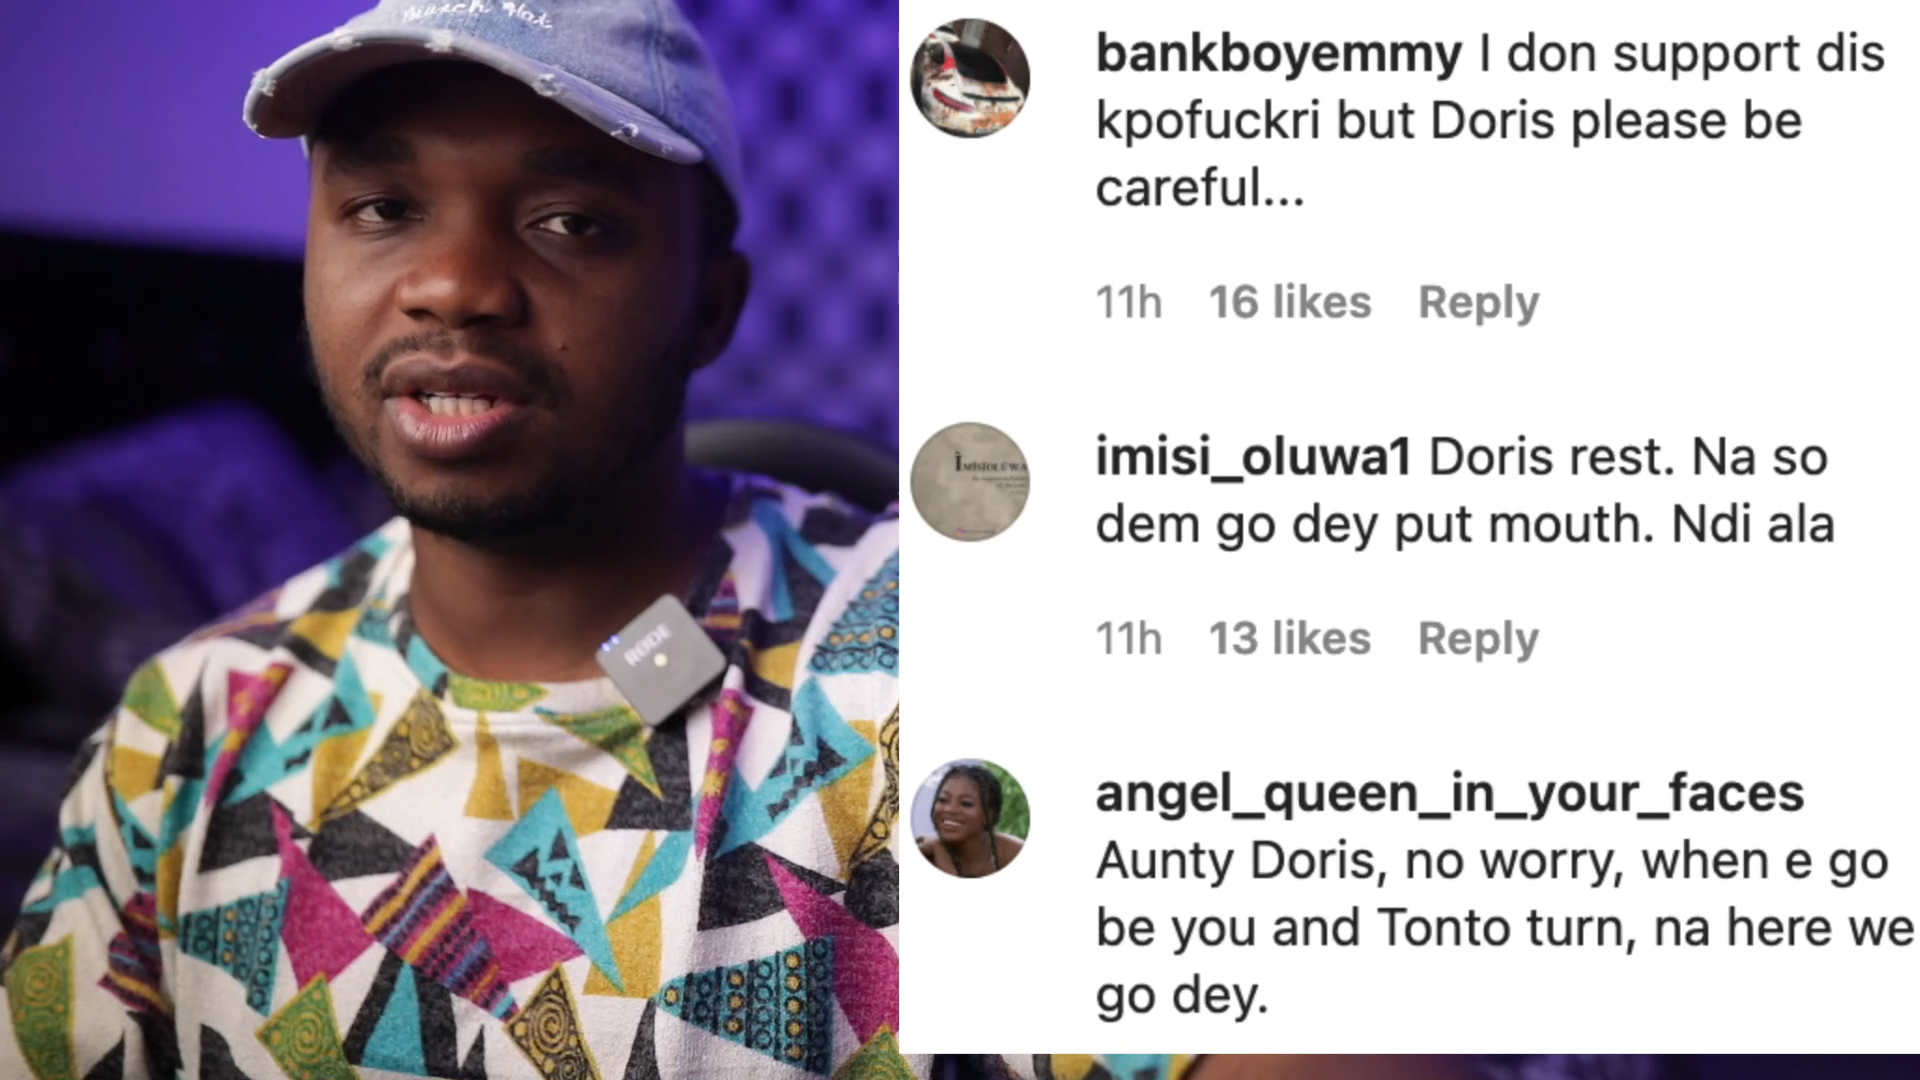 RODE
bankboyemmy I don support dis
kpofuckri but Doris please be
careful...
11h 16 likes Reply
imisi_oluwa1 Doris rest. Na so
dem go dey put mouth. Ndi ala
11h 13 likes Reply
angel_queen_in_your_faces
Aunty Doris, no worry, when e go
be you and Tonto turn, na here we
go dey.